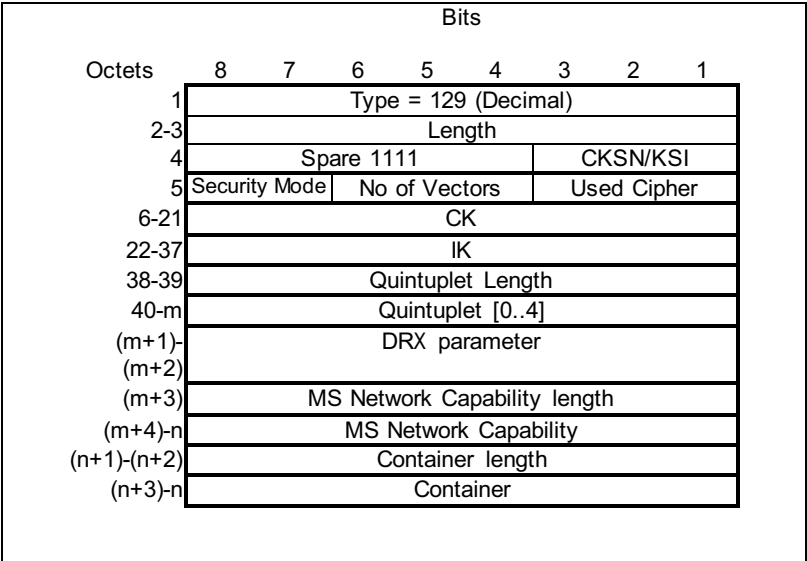 Bits
Octets 8 7 6 5 4 3 2 1
1 Type = 129 (Decimal)
2-3 Length
4 Spare 1111 CKSN/KSI
5 Security Mode No of Vectors Used Cipher
6-21 CK
22-37 IK
38-39 Quintuplet Length
40-m Quintuplet [0..4]
(m+1)- DRX parameter
(m+2)
(m+3) MS Network Capability length
(m+4)-n MS Network Capability
(n+1)-(n+2) Container length
(n+3)-n Container